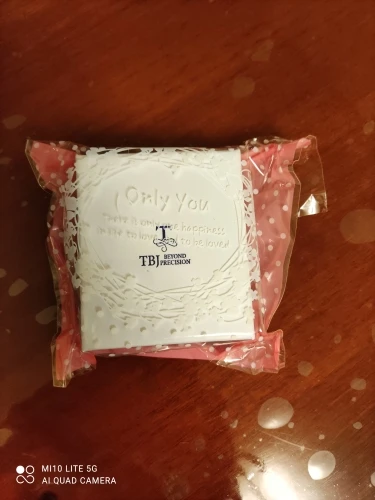 Only You
There is only one happiness
in life to love and to be loved
T
TBJ BEYOND
PRECISION
MI10 LITE 5G
AI QUAD CAMERA